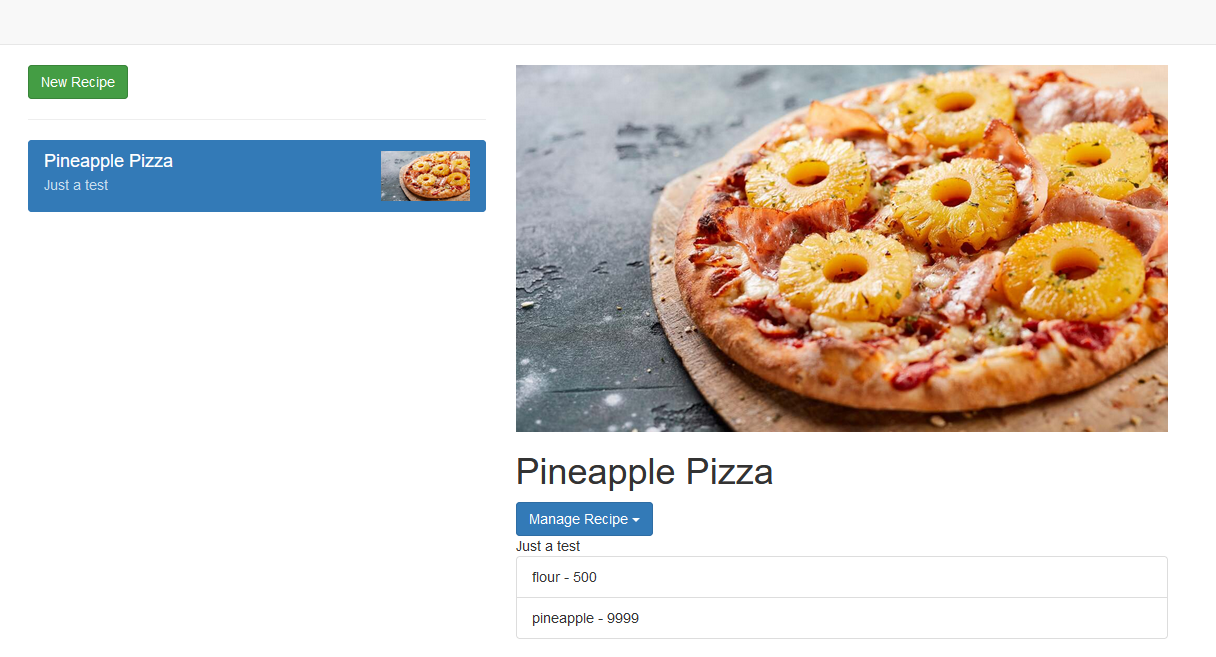 New Recipe
Pineapple Pizza
Just a test
Pineapple Pizza
Manage Recipe
Just a test
flour - 500
pineapple - 9999